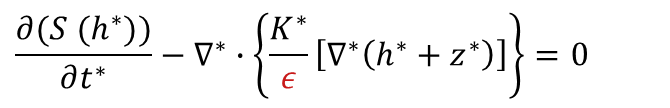 ∂(S (h*))/∂t* − ∇* · {K*/ϵ [∇*(h* + z*)]} = 0